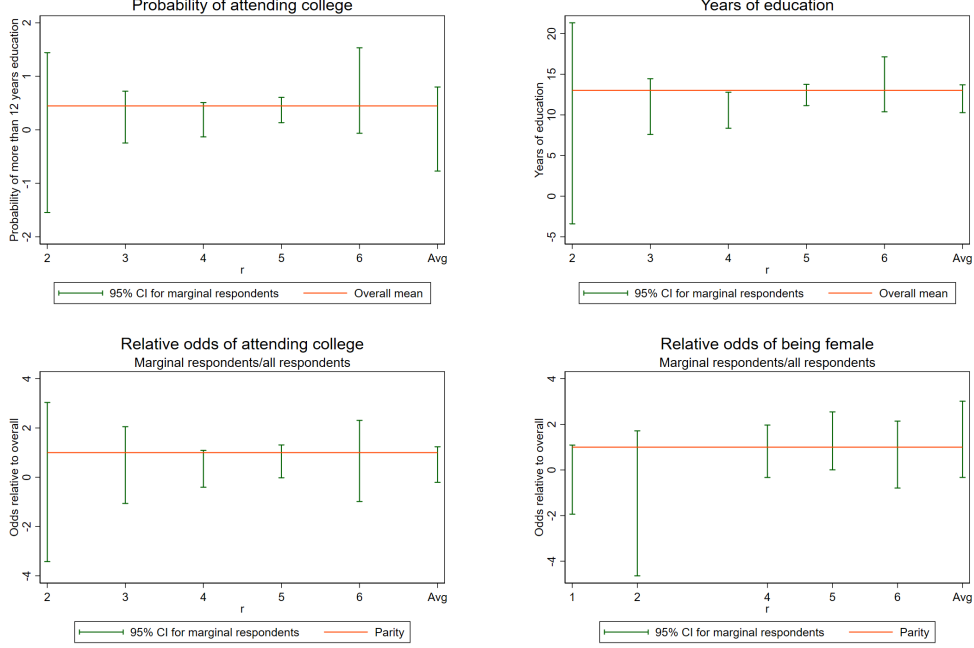 Probability of attending college
Probability of more than 12 years education
2
1
0
-1
-2
2
3
4
5
6
Avg
r
95% CI for marginal respondents
Overall mean
Years of education
Years of education
20
15
10
5
0
-5
2
3
4
5
6
Avg
r
95% CI for marginal respondents
Overall mean
Relative odds of attending college
Marginal respondents/all respondents
Odds relative to overall
4
2
0
-2
-4
2
3
4
5
6
Avg
r
95% CI for marginal respondents
Parity
Relative odds of being female
Marginal respondents/all respondents
Odds relative to overall
4
2
0
-2
-4
1
2
4
5
6
Avg
r
95% CI for marginal respondents
Parity